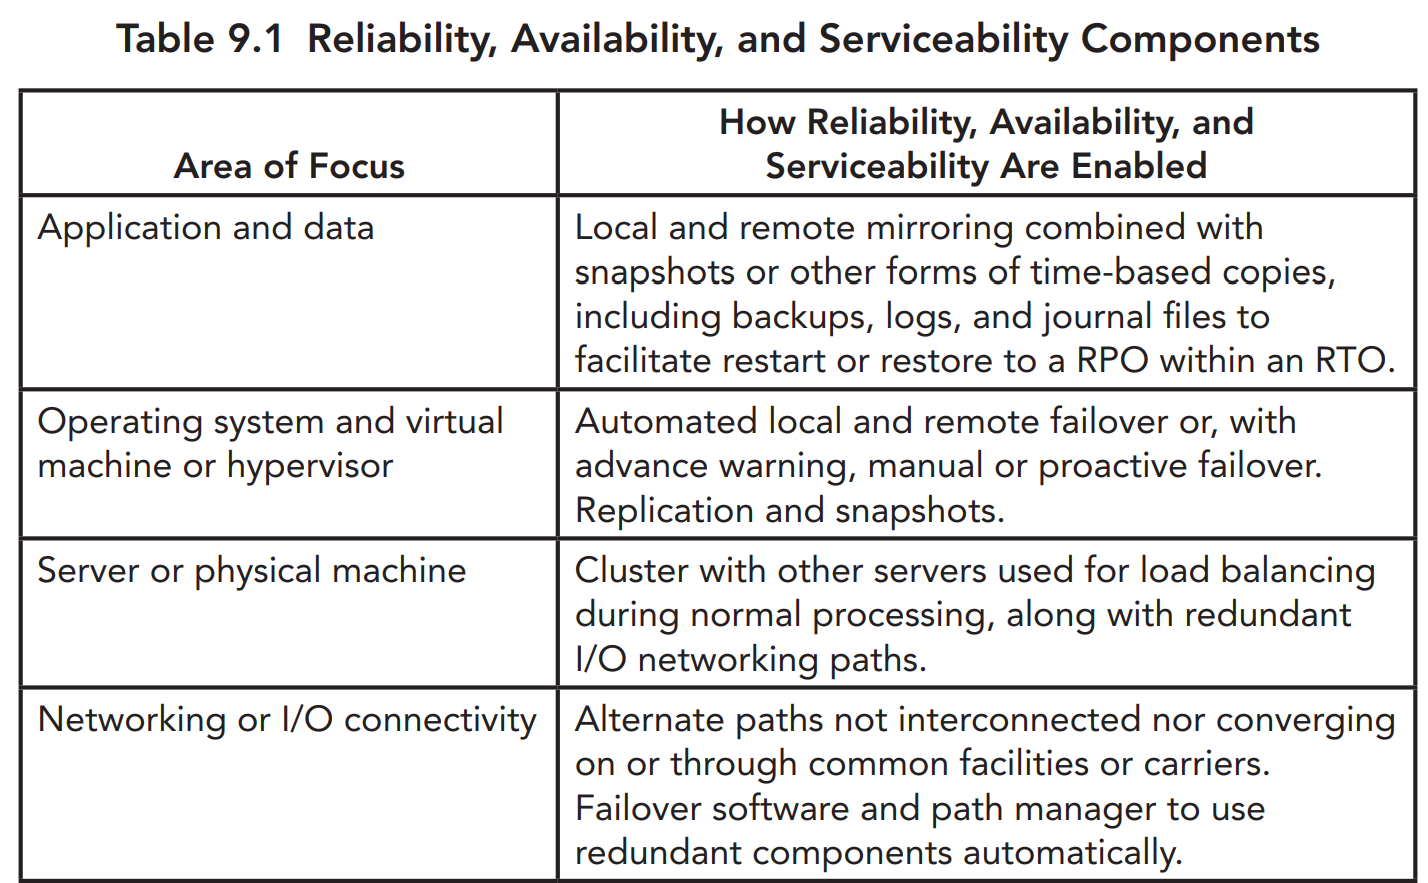 Table 9.1 Reliability, Availability, and Serviceability Components
Area of Focus
How Reliability, Availability, and
Serviceability Are Enabled
Application and data
Local and remote mirroring combined with
snapshots or other forms of time-based copies,
including backups, logs, and journal files to
facilitate restart or restore to a RPO within an RTO.
Operating system and virtual
machine or hypervisor
Automated local and remote failover or, with
advance warning, manual or proactive failover.
Replication and snapshots.
Server or physical machine
Cluster with other servers used for load balancing
during normal processing, along with redundant
I/O networking paths.
Networking or I/O connectivity
Alternate paths not interconnected nor converging
on or through common facilities or carriers.
Failover software and path manager to use
redundant components automatically.